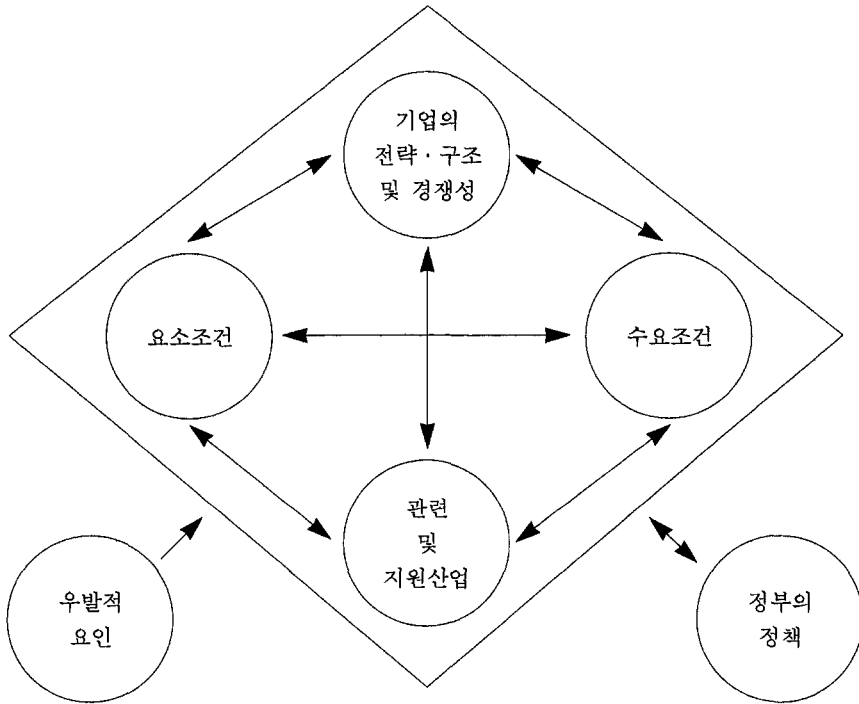 기업의
전략·구조
및 경쟁성
요소조건
수요조건
관련
및
지원산업
우발적
요인
정부의
정책